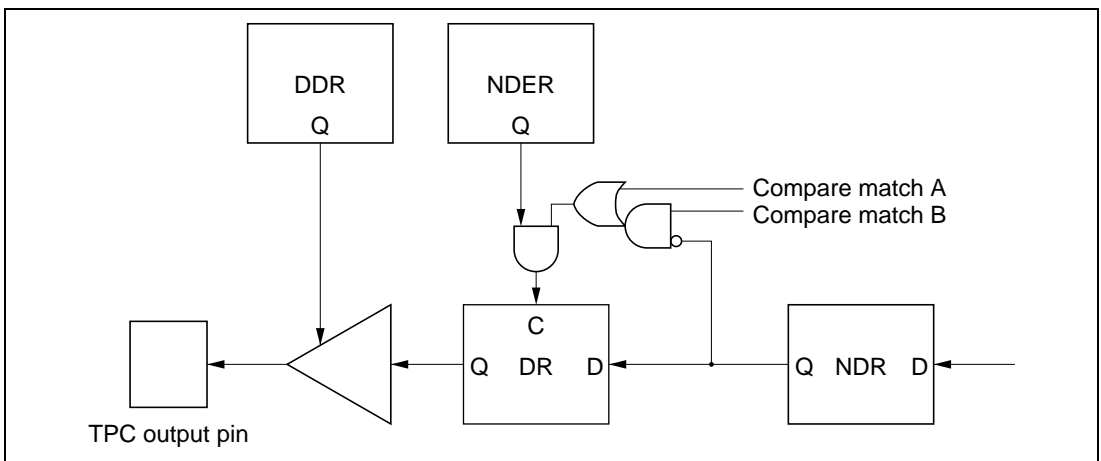 DDR
Q
NDER
Q
Compare match A
Compare match B
C
Q DR D
Q NDR D
TPC output pin